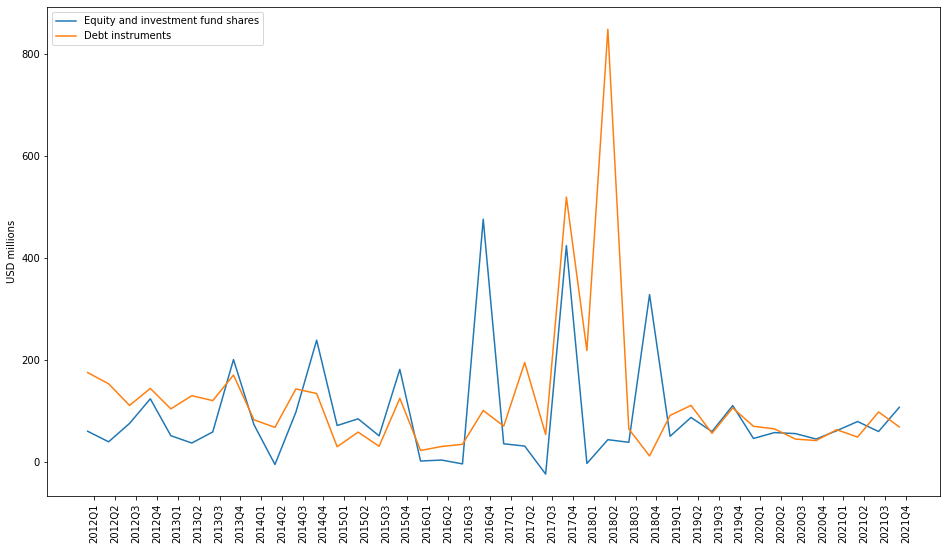 Equity and investment fund shares
Debt instruments
USD millions
800
600
400
200
0
2012Q1
2012Q2
2012Q3
2012Q4
2013Q1
2013Q2
2013Q3
2013Q4
2014Q1
2014Q2
2014Q3
2014Q4
2015Q1
2015Q2
2015Q3
2015Q4
2016Q1
2016Q2
2016Q3
2016Q4
2017Q1
2017Q2
2017Q3
2017Q4
2018Q1
2018Q2
2018Q3
2018Q4
2019Q1
2019Q2
2019Q3
2019Q4
2020Q1
2020Q2
2020Q3
2020Q4
2021Q1
2021Q2
2021Q3
2021Q4